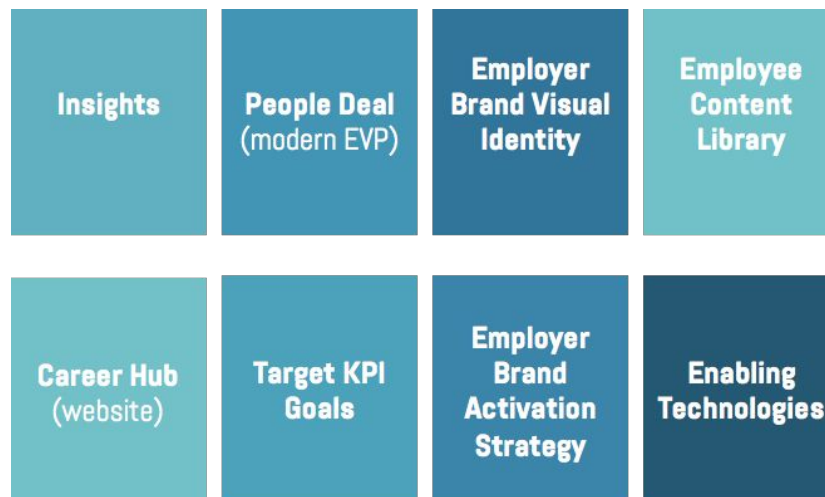 Insights
People Deal
(modern EVP)
Employer
Brand Visual
Identity
Employee
Content
Library
Career Hub
(website)
Target KPI
Goals
Employer
Brand
Activation
Strategy
Enabling
Technologies